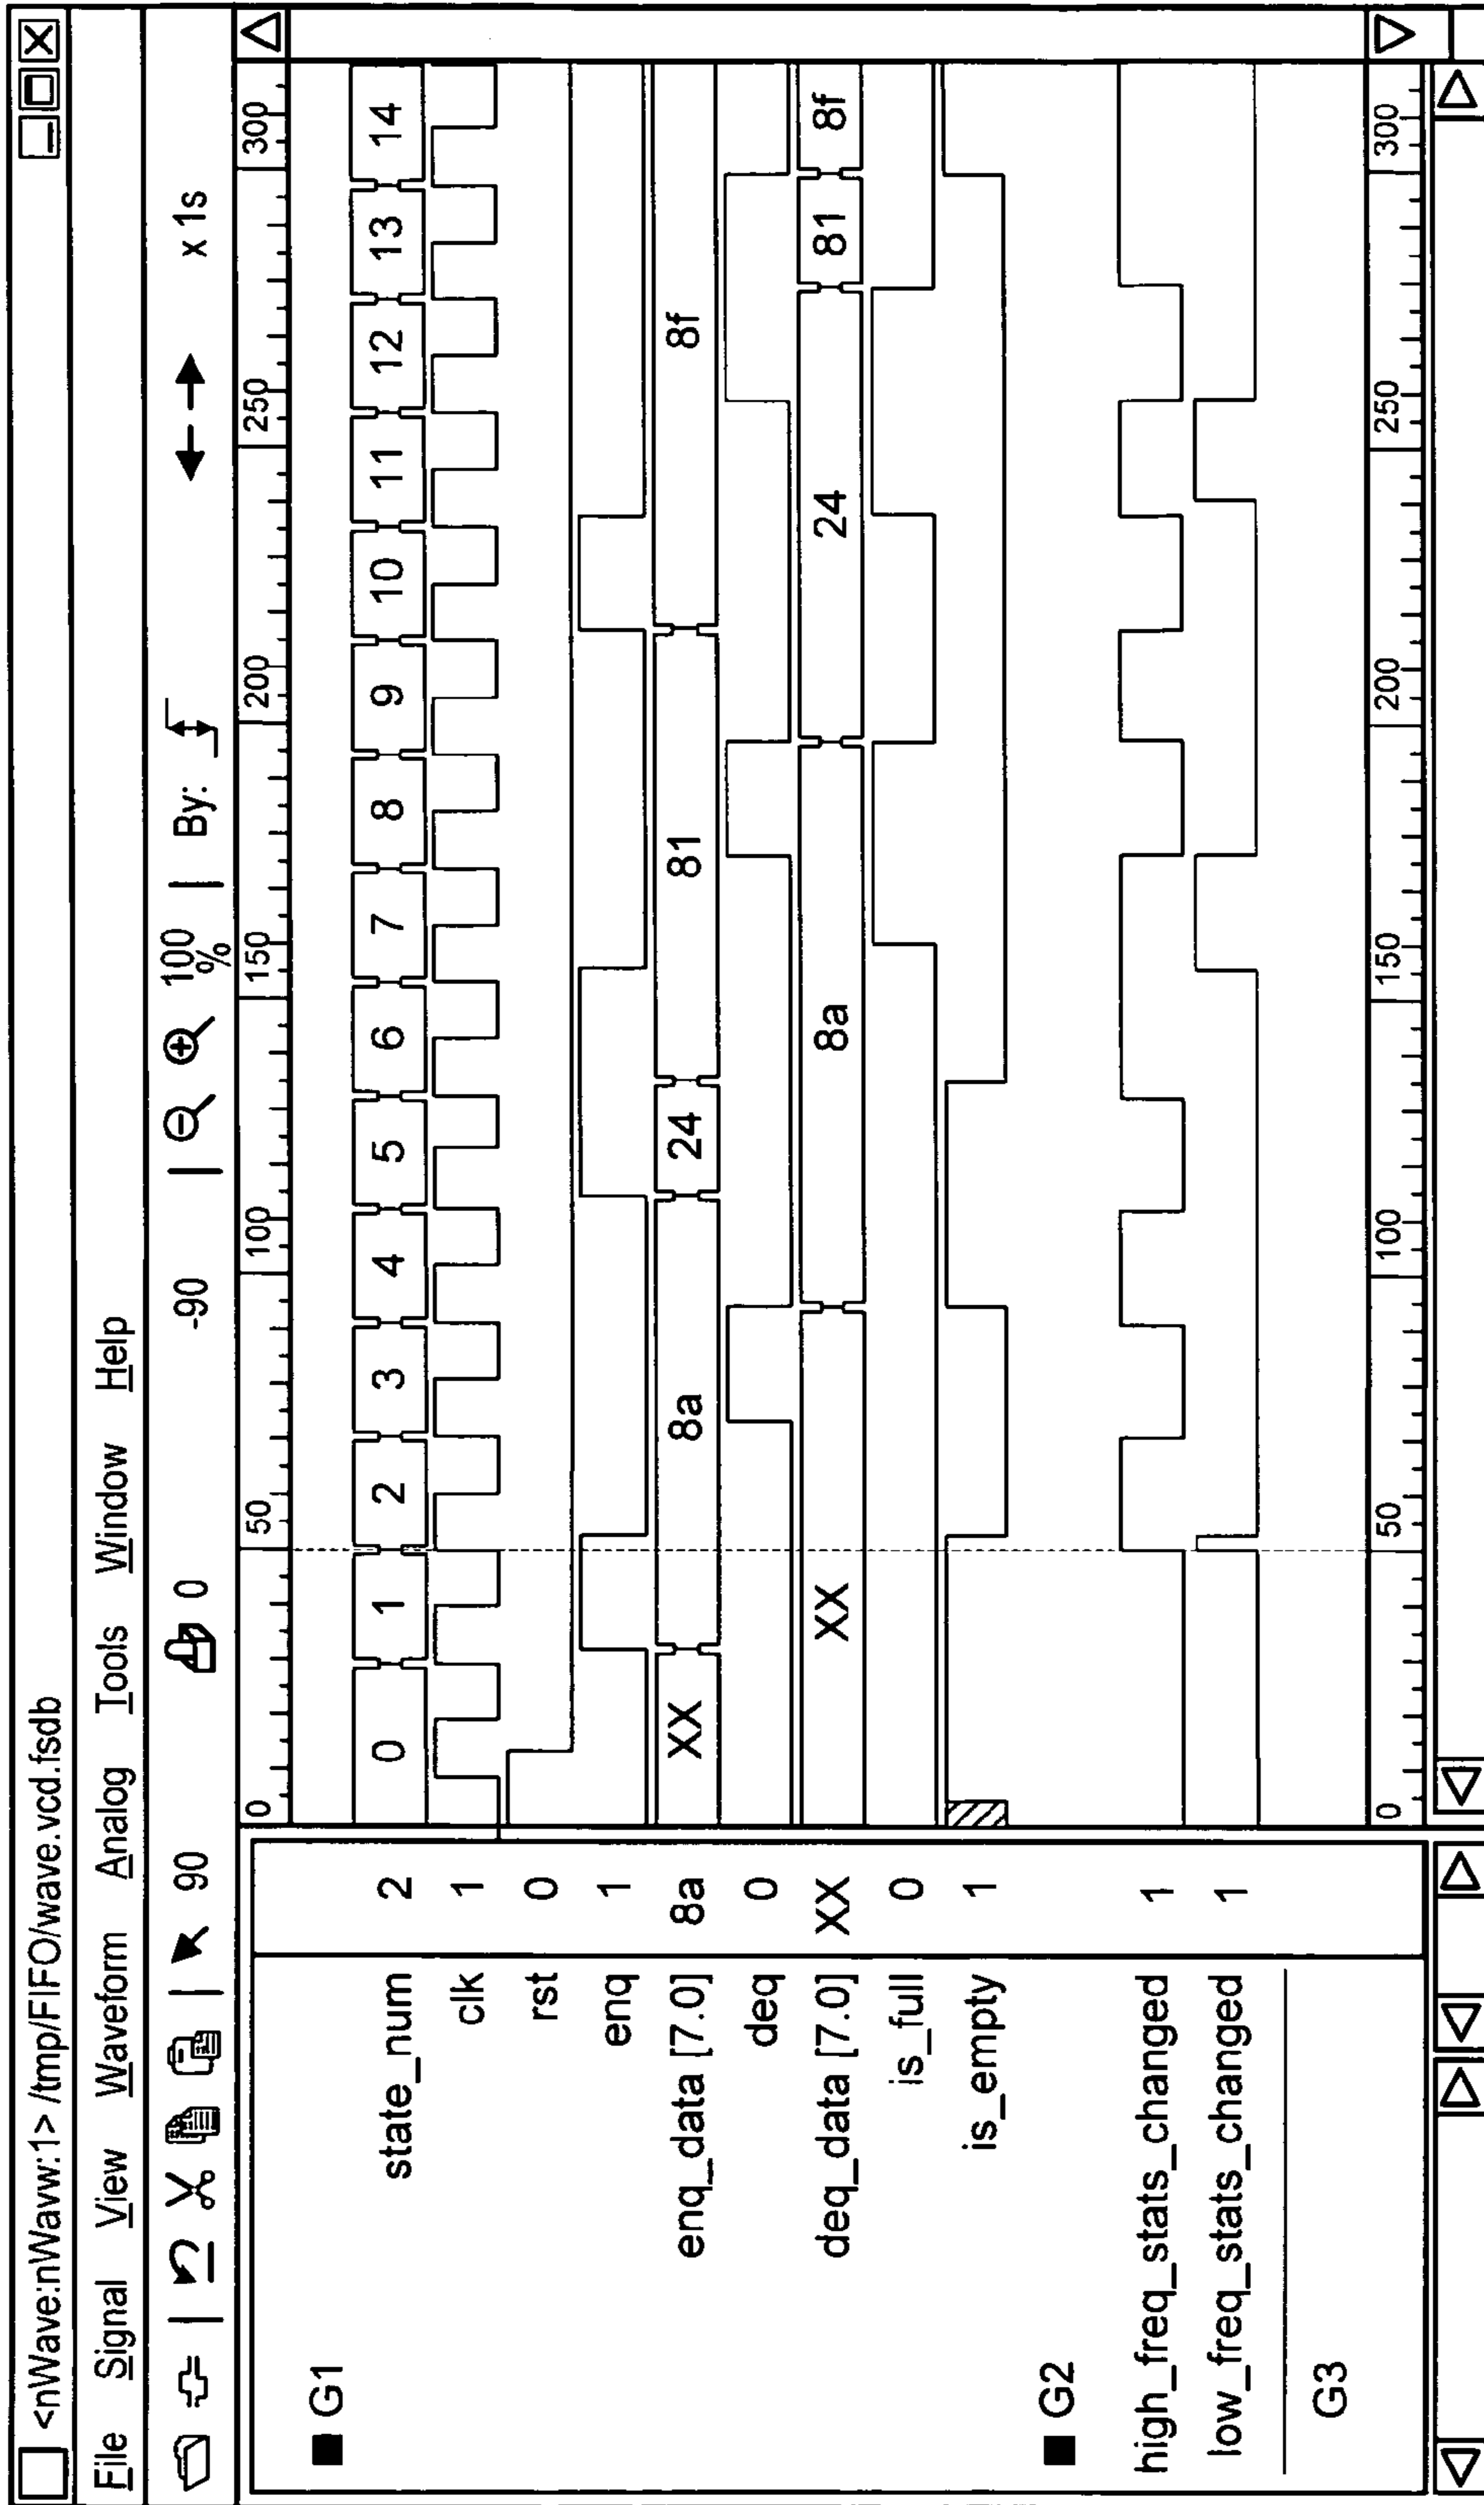 <nWave:nWavw:1> /tmp/FIFO/wave.vcd.fsdb
File Signal View Waveform Analog Tools Window Help
90 0 -90 100 % By: x 1s
0 50 100 150 200 250 300
G1
state_num 2 0 1 2 3 4 5 6 7 8 9 10 11 12 13 14
clk 1
rst 0
enq 1
enq_data [7.0] 8a XX 8a 24 81 8f
deq 0
deq_data [7.0] XX XX 8a 24 81 8f
is_full 0
is_empty 1
G2
high_freq_stats_changed 1
low_freq_stats_changed 1
G3
0 50 100 150 200 250 300